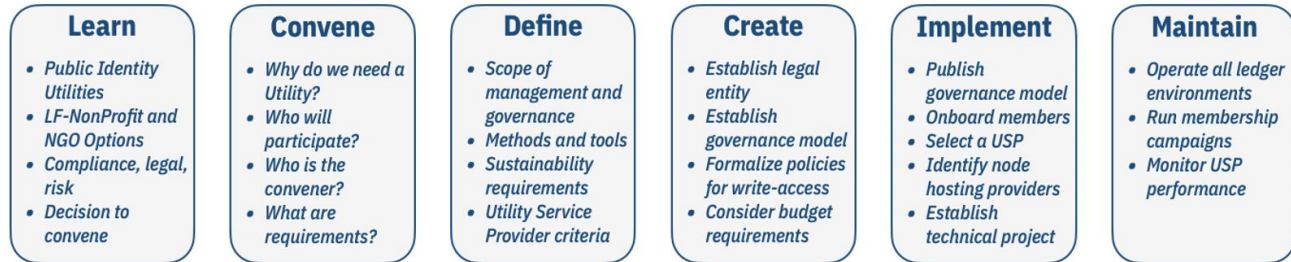 Learn
• Public Identity
Utilities
• LF-NonProfit and
NGO Options
• Compliance, legal,
risk
• Decision to
convene
Convene
• Why do we need a
Utility?
• Who will
participate?
• Who is the
convener?
• What are
requirements?
Define
• Scope of
management and
governance
• Methods and tools
• Sustainability
requirements
• Utility Service
Provider criteria
Create
• Establish legal
entity
• Establish
governance model
• Formalize policies
for write-access
• Consider budget
requirements
Implement
• Publish
governance model
• Onboard members
• Select a USP
• Identify node
hosting providers
• Establish
technical project
Maintain
• Operate all ledger
environments
• Run membership
campaigns
• Monitor USP
performance